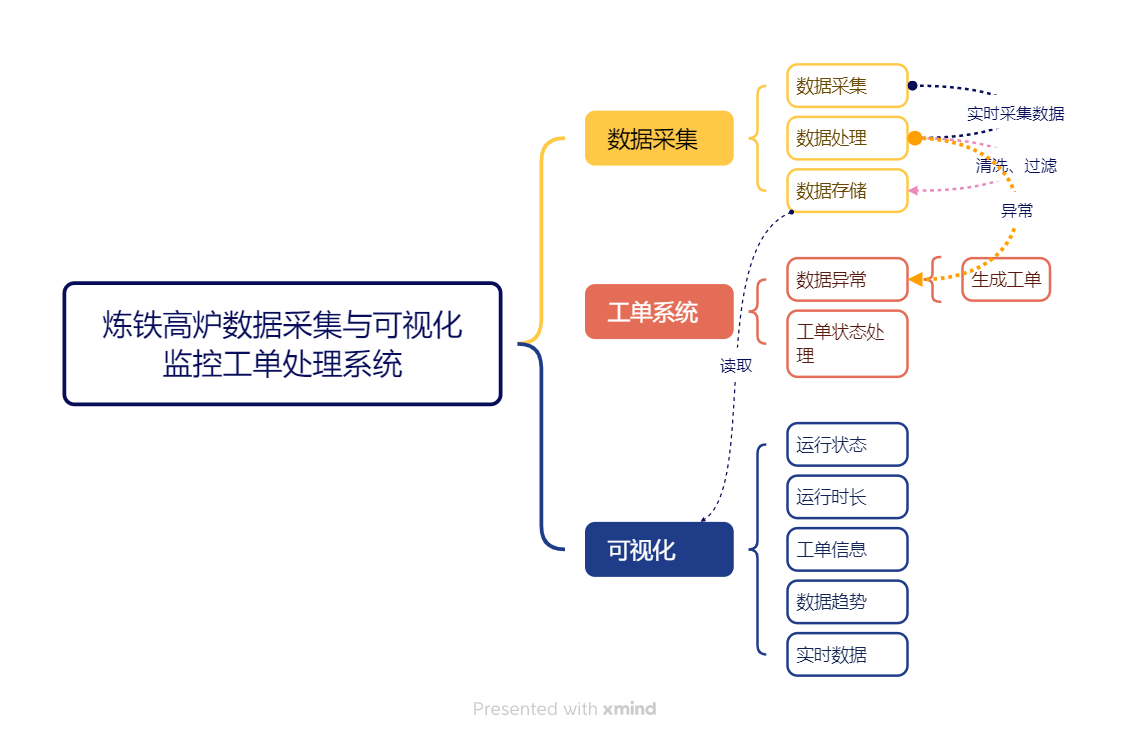 炼铁高炉数据采集与可视化
监控工单处理系统
数据采集
数据采集
数据处理
数据存储
实时采集数据
清洗、过滤
异常
工单系统
数据异常
生成工单
工单状态处
理
读取
可视化
运行状态
运行时长
工单信息
数据趋势
实时数据
Presented with xmind